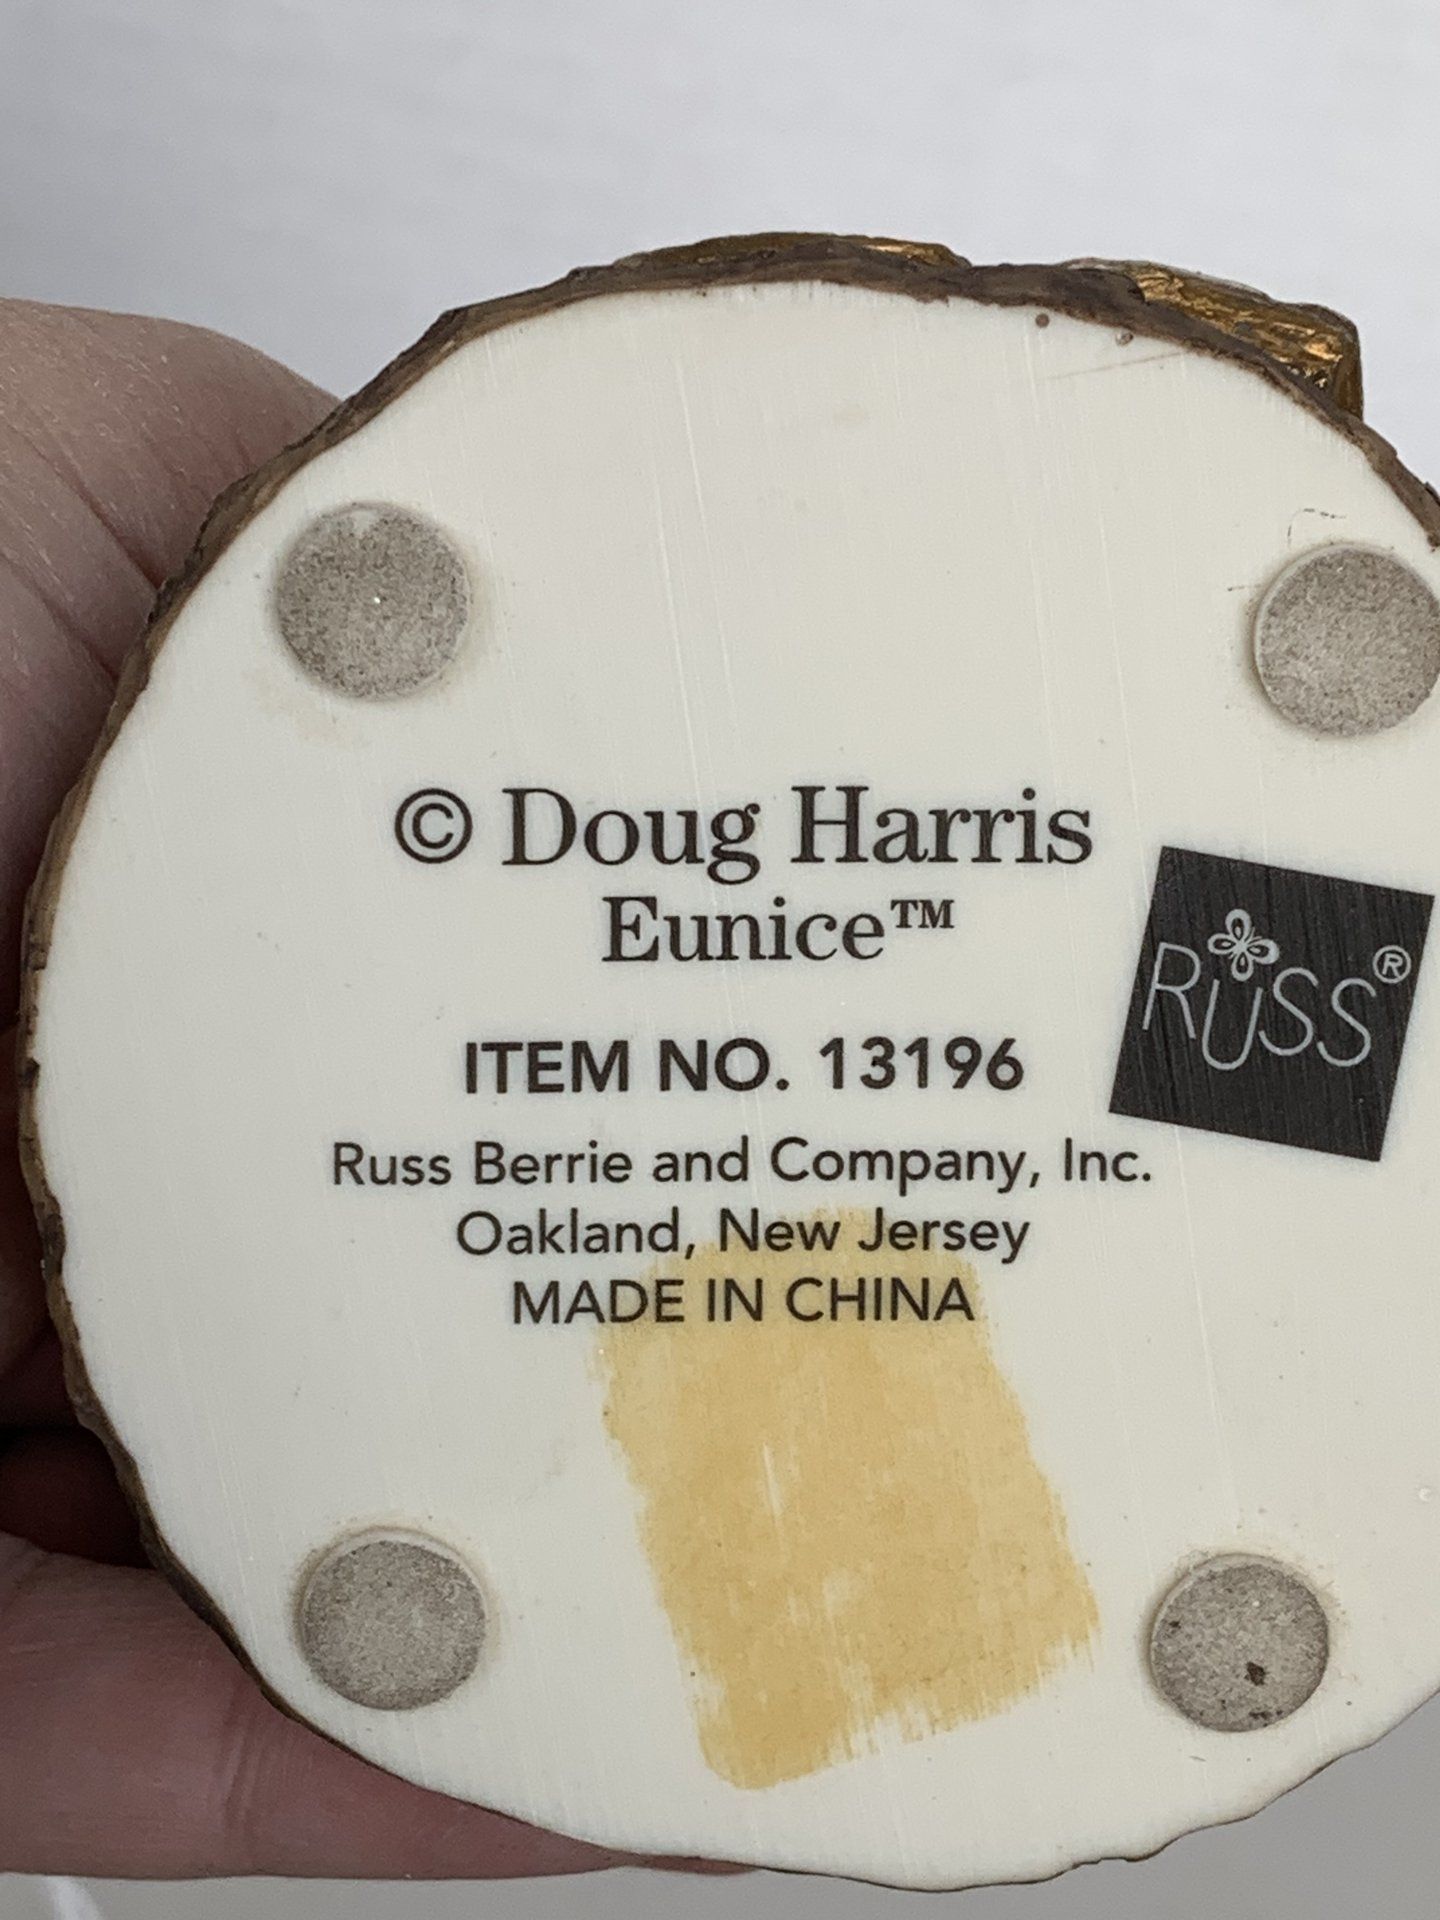 © Doug Harris
Eunice™
RUSS®
ITEM NO. 13196
Russ Berrie and Company, Inc.
Oakland, New Jersey
MADE IN CHINA